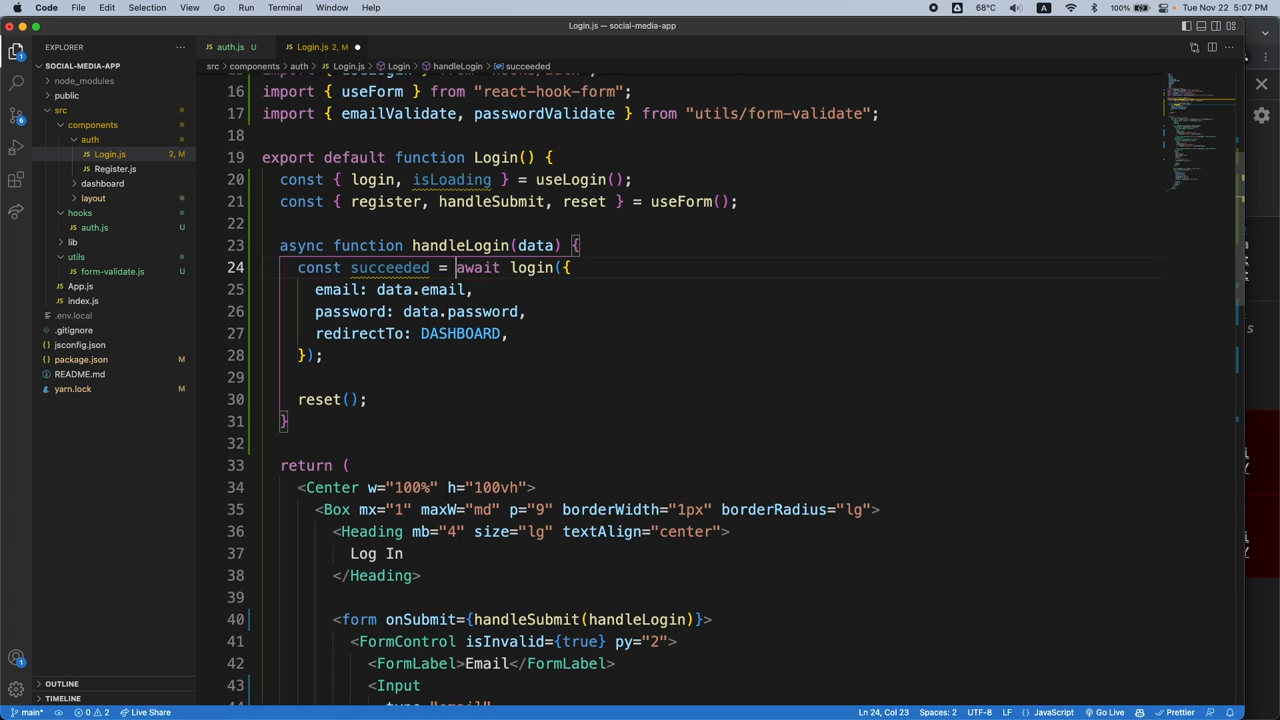 Code File Edit Selection View Go Run Terminal Window Help
68°C A 100% Tue Nov 22 5:07 PM
Login.js — social-media-app
EXPLORER
SOCIAL-MEDIA-APP
node_modules
public
src
components
auth
Login.js 2, M
Register.js
dashboard
layout
hooks
auth.js U
lib
utils
form-validate.js U
App.js
index.js
.env.local
.gitignore
jsconfig.json
package.json M
README.md
yarn.lock M
OUTLINE
TIMELINE
auth.js U Login.js 2, M
src > components > auth > Login.js > Login > handleLogin > succeeded
16 import { useForm } from "react-hook-form";
17 import { emailValidate, passwordValidate } from "utils/form-validate";
18
19 export default function Login() {
20 const { login, isLoading } = useLogin();
21 const { register, handleSubmit, reset } = useForm();
22
23 async function handleLogin(data) {
24 const succeeded = await login({
25 email: data.email,
26 password: data.password,
27 redirectTo: DASHBOARD,
28 });
29
30 reset();
31 }
32
33 return (
34 <Center w="100%" h="100vh">
35 <Box mx="1" maxW="md" p="9" borderWidth="1px" borderRadius="lg">
36 <Heading mb="4" size="lg" textAlign="center">
37 Log In
38 </Heading>
39
40 <form onSubmit={handleSubmit(handleLogin)}>
41 <FormControl isInvalid={true} py="2">
42 <FormLabel>Email</FormLabel>
43 <Input
main* 0 2 Live Share
Ln 24, Col 23 Spaces: 2 UTF-8 LF {} JavaScript Go Live Prettier